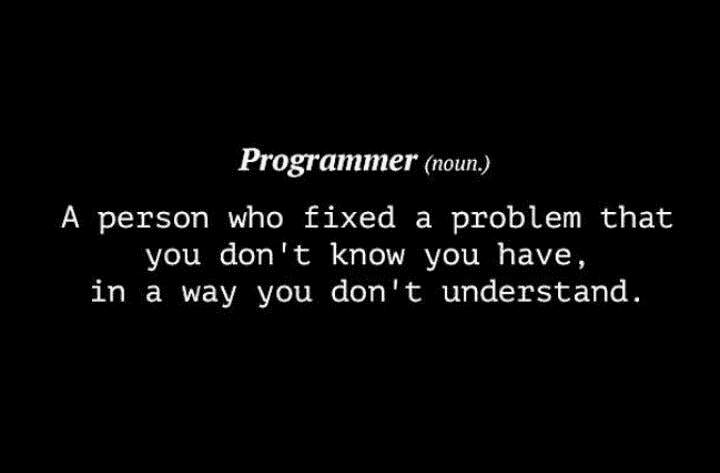 Programmer (noun.)
A person who fixed a problem that
you don't know you have,
in a way you don't understand.